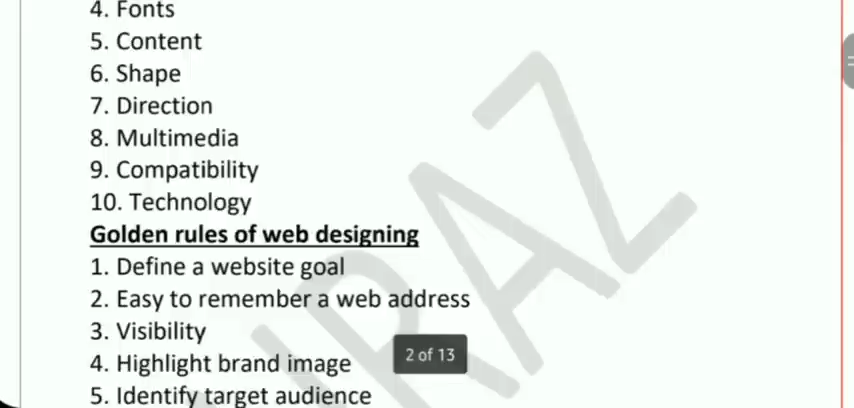 4. Fonts
5. Content
6. Shape
7. Direction
8. Multimedia
9. Compatibility
10. Technology
Golden rules of web designing
1. Define a website goal
2. Easy to remember a web address
3. Visibility
4. Highlight brand image
2 of 13
5. Identify target audience